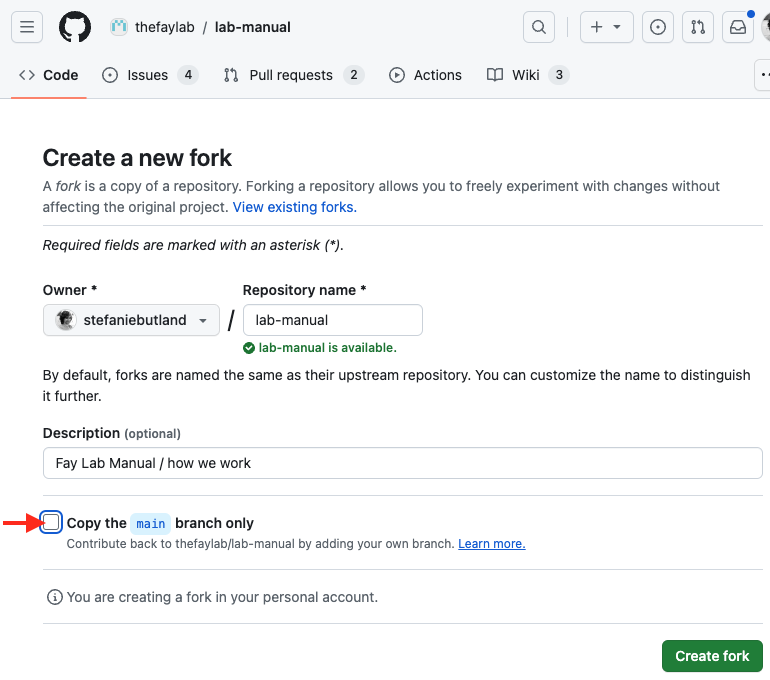 thefaylab / lab-manual
Code Issues 4 Pull requests 2 Actions Wiki 3
Create a new fork
A fork is a copy of a repository. Forking a repository allows you to freely experiment with changes without
affecting the original project. View existing forks.
Required fields are marked with an asterisk (*).
Owner * Repository name *
stefaniebutland / lab-manual
lab-manual is available.
By default, forks are named the same as their upstream repository. You can customize the name to distinguish
it further.
Description (optional)
Fay Lab Manual / how we work
Copy the main branch only
Contribute back to thefaylab/lab-manual by adding your own branch. Learn more.
You are creating a fork in your personal account.
Create fork